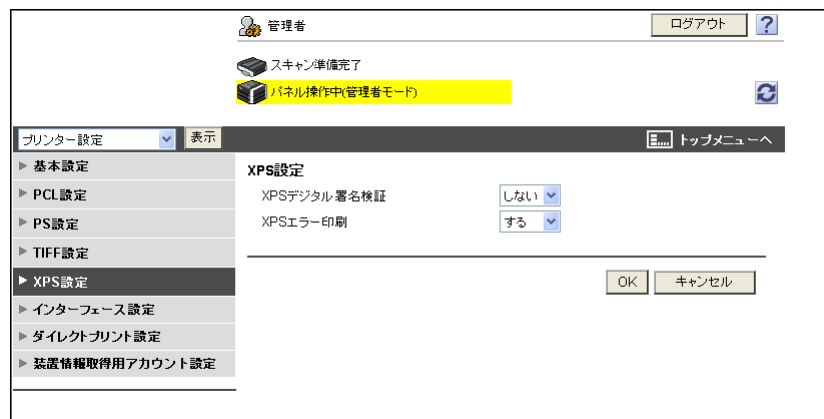 管理者
ログアウト
?
スキャン準備完了
パネル操作中(管理者モード)
プリンター設定
表示
トップメニューへ
基本設定
PCL設定
PS設定
TIFF設定
XPS設定
インターフェース設定
ダイレクトプリント設定
装置情報取得用アカウント設定
XPS設定
XPSデジタル署名検証
しない
XPSエラー印刷
する
OK
キャンセル